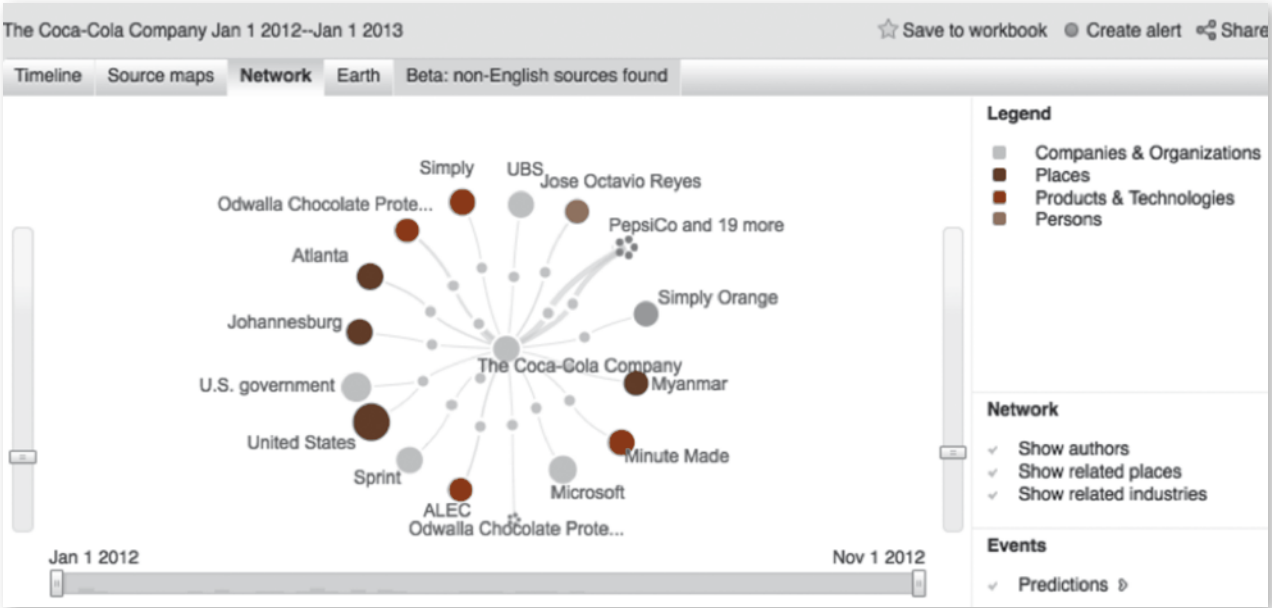 The Coca-Cola Company Jan 1 2012--Jan 1 2013
Save to workbook
Create alert
Share
Timeline
Source maps
Network
Earth
Beta: non-English sources found
Simply
UBS
Jose Octavio Reyes
Odwalla Chocolate Prote...
PepsiCo and 19 more
Atlanta
Simply Orange
Johannesburg
The Coca-Cola Company
U.S. government
Myanmar
United States
Minute Made
Sprint
Microsoft
ALEC
Odwalla Chocolate Prote...
Jan 1 2012
Nov 1 2012
Legend
Companies & Organizations
Places
Products & Technologies
Persons
Network
Show authors
Show related places
Show related industries
Events
Predictions